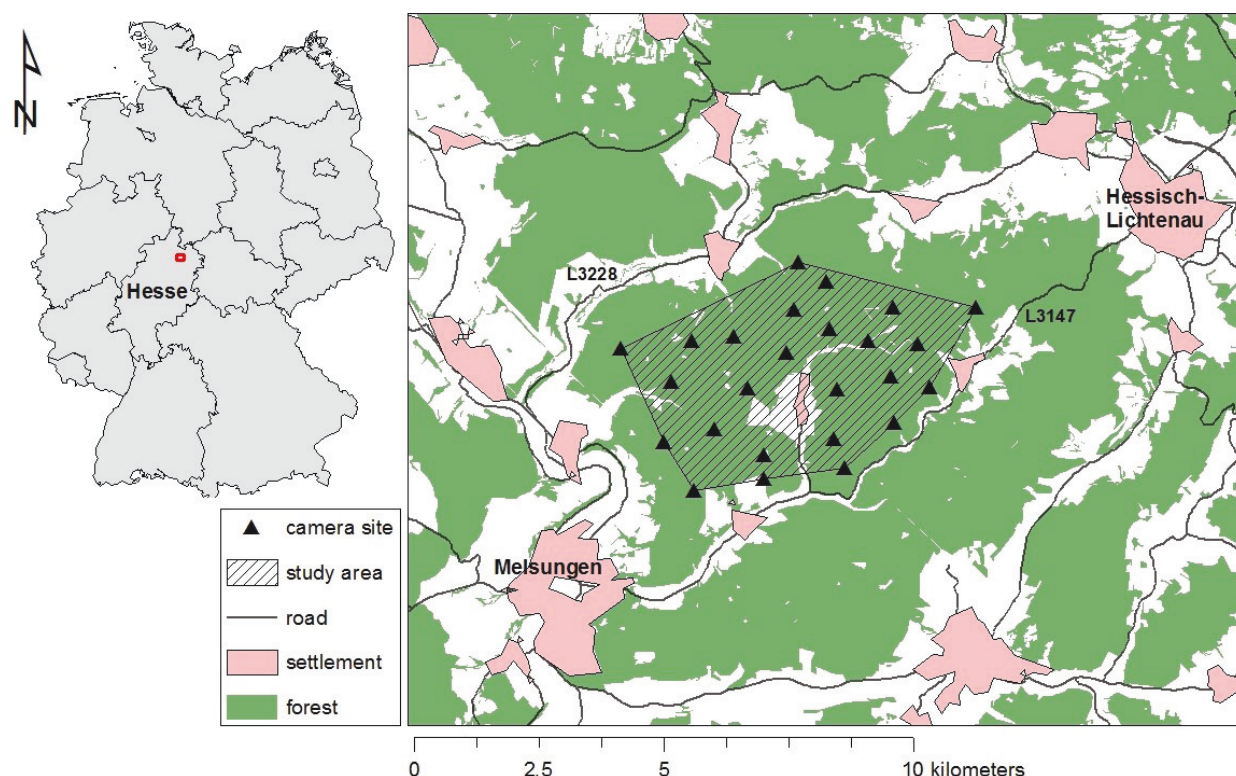 N
Hesse
Hessisch-
Lichtenau
L3228
L3147
Melsungen
camera site
study area
road
settlement
forest
0 2.5 5 10 kilometers